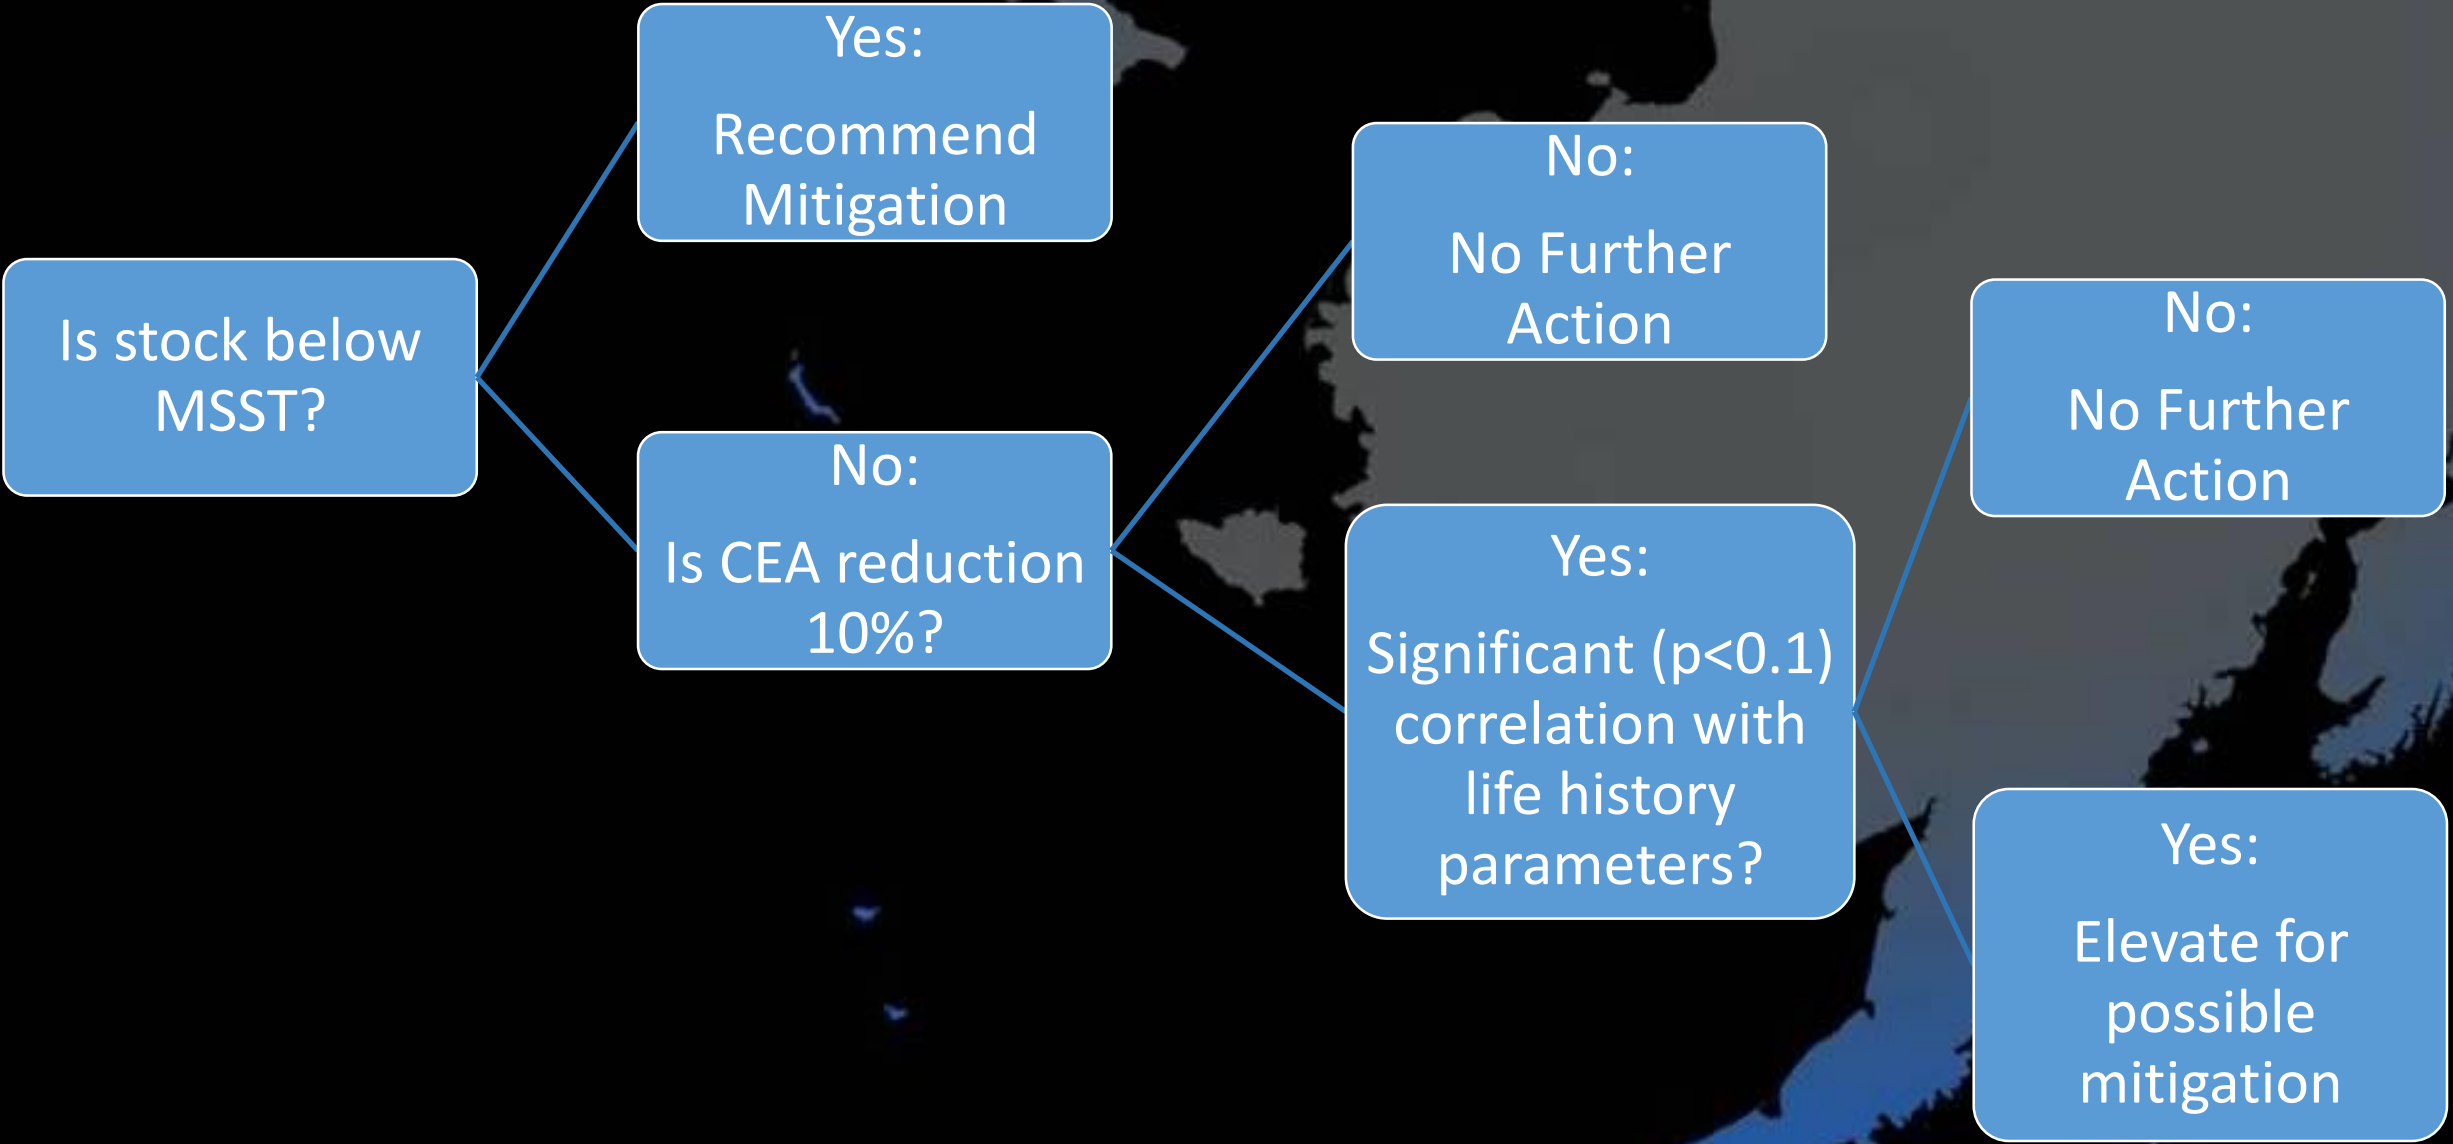 Is stock below
MSST?
Yes:
Recommend
Mitigation
No:
Is CEA reduction
10%?
No:
No Further
Action
Yes:
Significant (p<0.1)
correlation with
life history
parameters?
No:
No Further
Action
Yes:
Elevate for
possible
mitigation